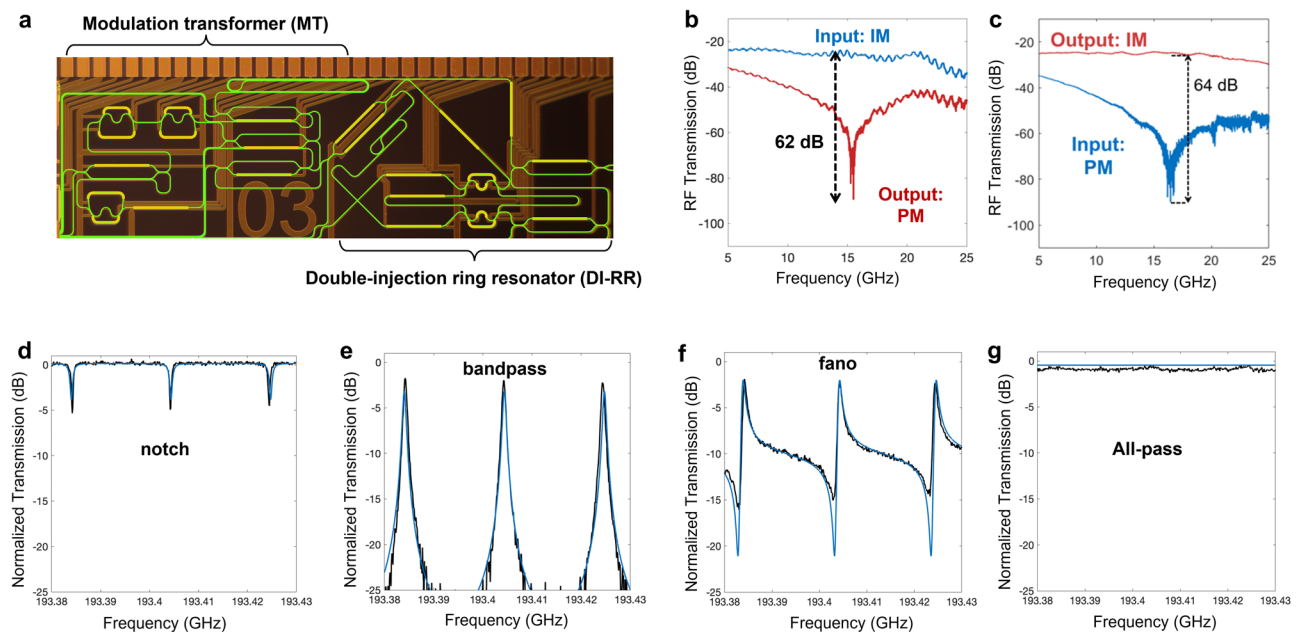 a
Modulation transformer (MT)
03
Double-injection ring resonator (DI-RR)
b
Input: IM
62 dB
Output:
PM
RF Transmission (dB)
-20
-40
-60
-80
-100
5
10
15
20
25
Frequency (GHz)
c
Output: IM
64 dB
Input:
PM
RF Transmission (dB)
-20
-40
-60
-80
-100
5
10
15
20
25
Frequency (GHz)
d
notch
Normalized Transmission (dB)
0
-5
-10
-15
-20
-25
193.38
193.39
193.4
193.41
193.42
193.43
Frequency (GHz)
e
bandpass
Normalized Transmission (dB)
0
-5
-10
-15
-20
-25
193.38
193.39
193.4
193.41
193.42
193.43
Frequency (GHz)
f
fano
Normalized Transmission (dB)
0
-5
-10
-15
-20
-25
193.38
193.39
193.4
193.41
193.42
193.43
Frequency (GHz)
g
All-pass
Normalized Transmission (dB)
0
-5
-10
-15
-20
-25
193.38
193.39
193.4
193.41
193.42
193.43
Frequency (GHz)